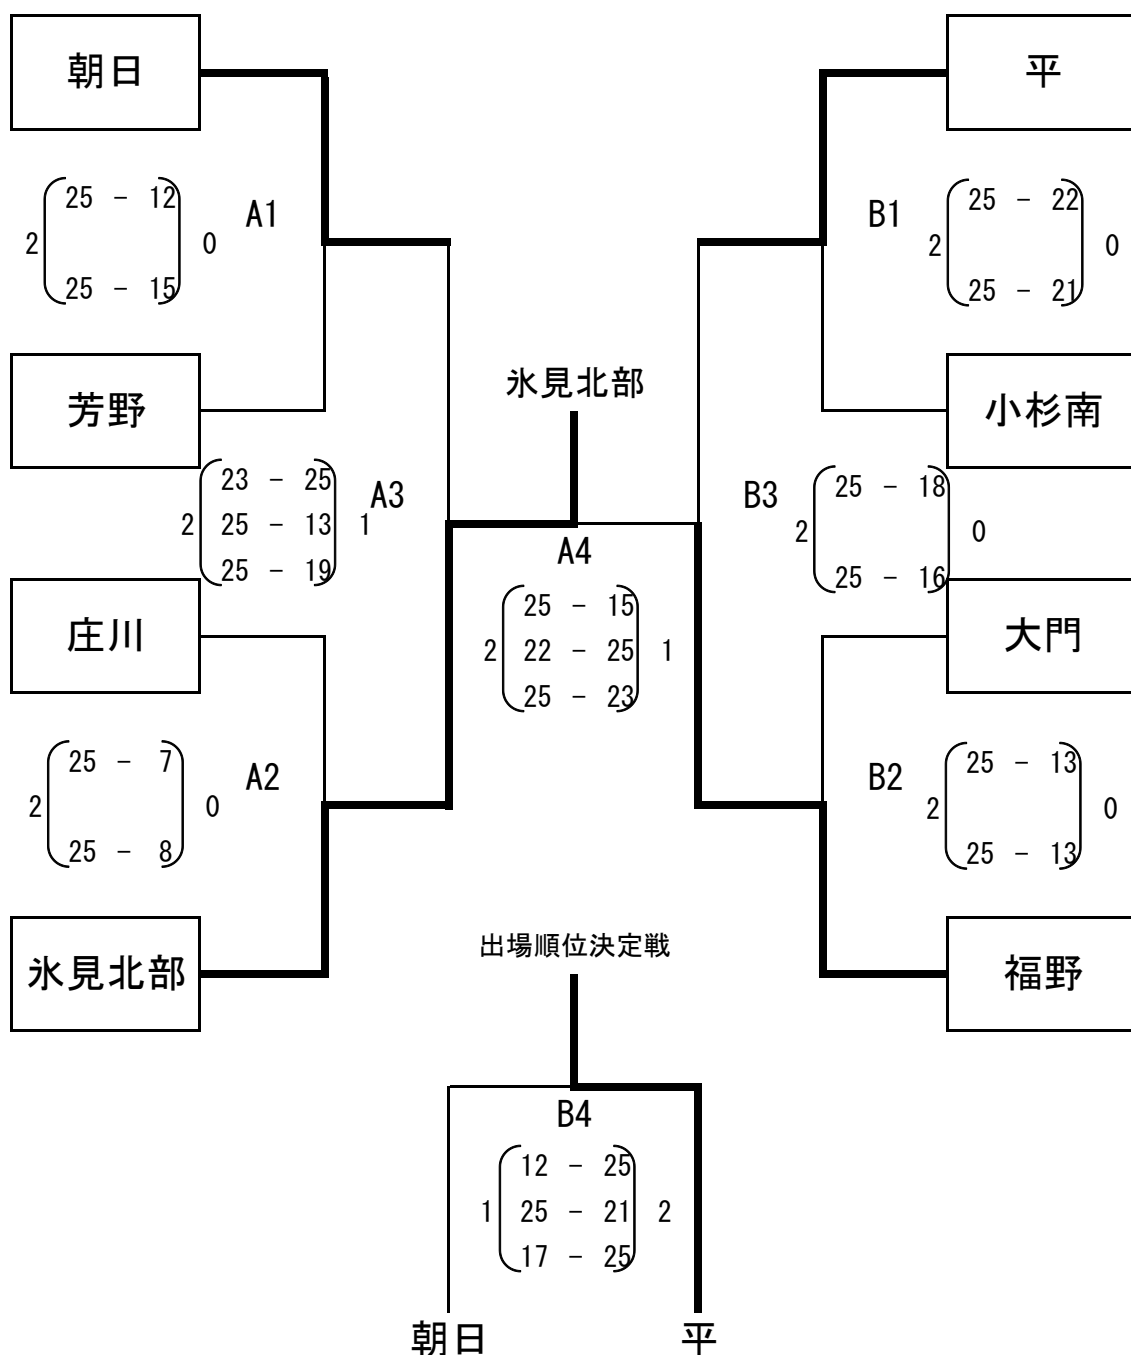 朝日
平
25 - 12
A1
2
0
25 - 15
B1
25 - 22
2
0
25 - 21
芳野
氷見北部
小杉南
23 - 25
A3
2
25 - 13
1
25 - 19
B3
25 - 18
2
0
25 - 16
A4
庄川
25 - 15
2
22 - 25
1
25 - 23
大門
25 - 7
A2
2
0
25 - 8
B2
25 - 13
2
0
25 - 13
氷見北部
出場順位決定戦
福野
B4
12 - 25
1
25 - 21
2
17 - 25
朝日
平